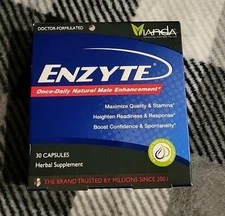 DOCTOR-FORMULATED
VIANDA
ENZYTE®
Once-Daily Natural Male Enhancement*
Maximize Quality & Stamina*
Heighten Readiness & Response*
Boost Confidence & Spontaneity*
30 CAPSULES
Herbal Supplement
THE BRAND TRUSTED BY MILLIONS SINCE 2001